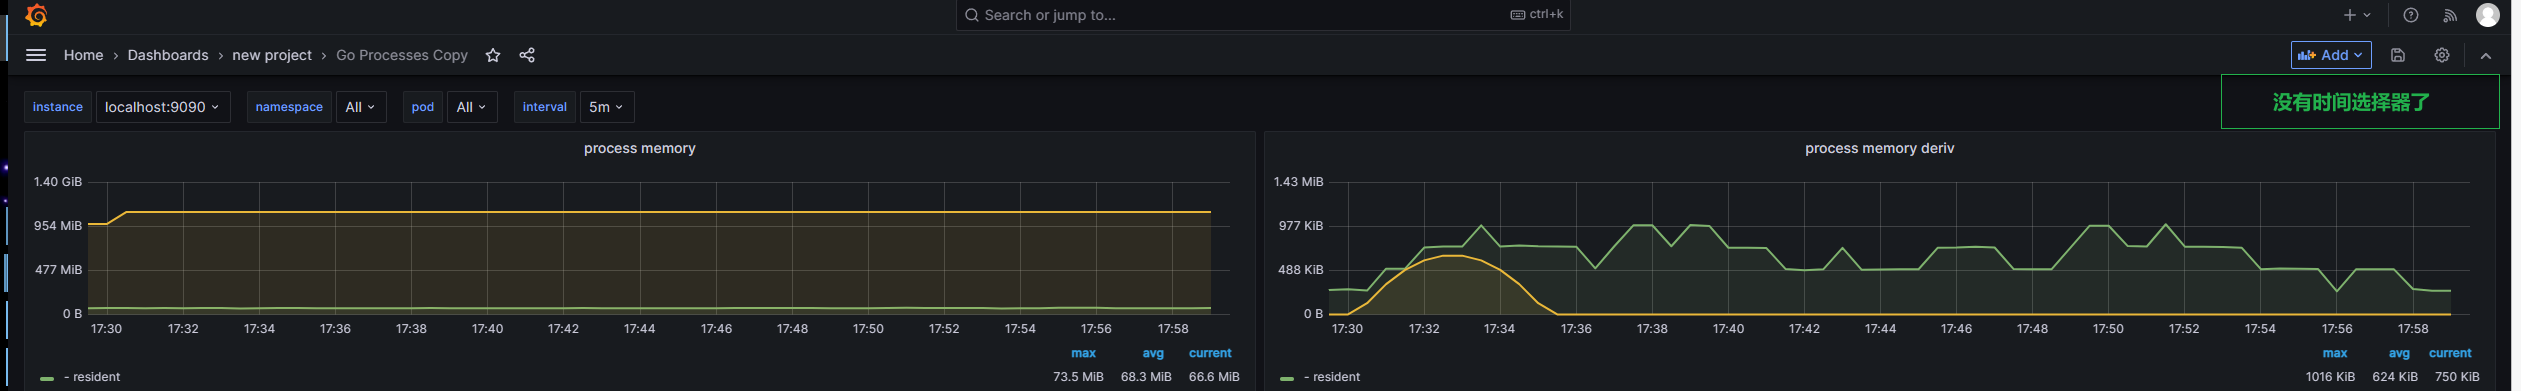 Search or jump to... ctrl+k
Home › Dashboards › new project › Go Processes Copy Add
没有时间选择器了
instance localhost:9090 namespace All pod All interval 5m
process memory
1.40 GiB
954 MiB
477 MiB
0 B
17:30 17:32 17:34 17:36 17:38 17:40 17:42 17:44 17:46 17:48 17:50 17:52 17:54 17:56 17:58
max avg current
- resident 73.5 MiB 68.3 MiB 66.6 MiB
process memory deriv
1.43 MiB
977 KiB
488 KiB
0 B
17:30 17:32 17:34 17:36 17:38 17:40 17:42 17:44 17:46 17:48 17:50 17:52 17:54 17:56 17:58
max avg current
- resident 1016 KiB 624 KiB 750 KiB